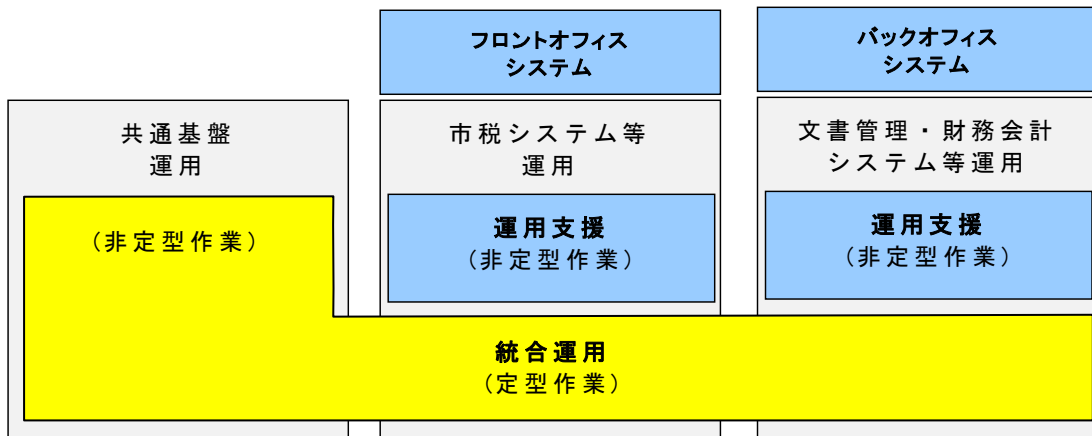 フロントオフィス
システム
バックオフィス
システム
共通基盤
運用
市税システム等
運用
文書管理・財務会計
システム等運用
(非定型作業)
運用支援
(非定型作業)
運用支援
(非定型作業)
統合運用
(定型作業)